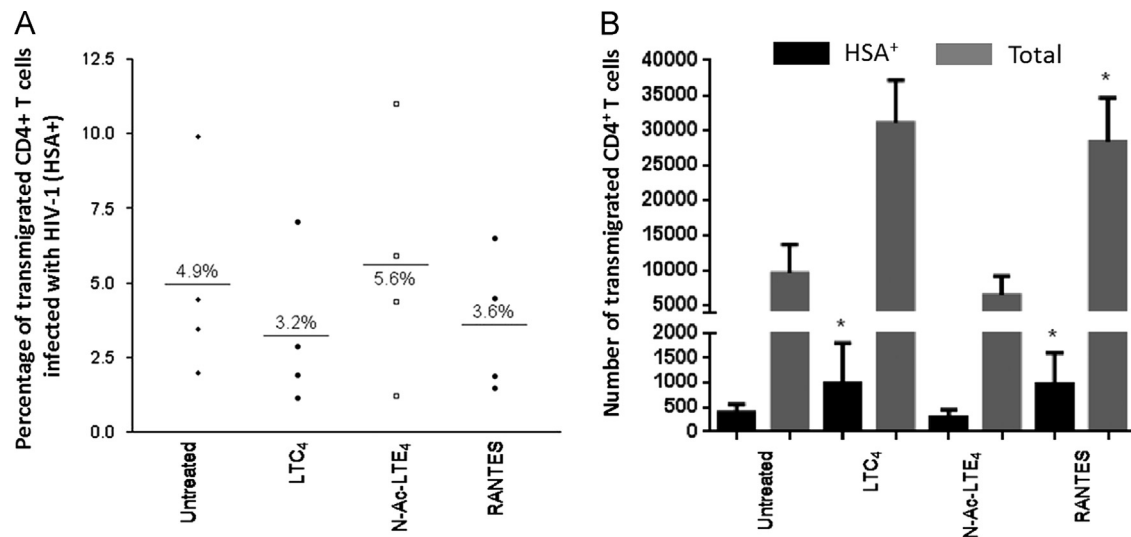 A
Percentage of transmigrated CD4+ T cells
infected with HIV-1 (HSA+)
12.5
10.0
7.5
5.0
2.5
0.0
4.9%
3.2%
5.6%
3.6%
Untreated
LTC₄
N-Ac-LTE₄
RANTES
B
HSA⁺
Total
Number of transmigrated CD4⁺ T cells
40000
35000
30000
25000
20000
15000
10000
5000
2000
1500
1000
500
0
*
*
*
Untreated
LTC₄
N-Ac-LTE₄
RANTES